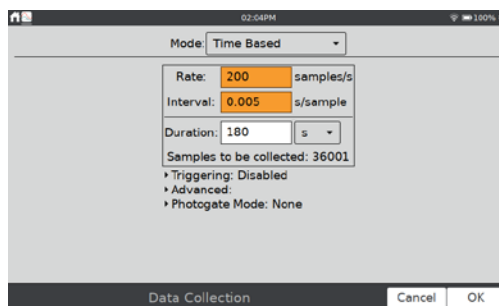 02:04PM 100%
Mode: Time Based
Rate: 200 samples/s
Interval: 0.005 s/sample
Duration: 180 s
Samples to be collected: 36001
Triggering: Disabled
Advanced:
Photogate Mode: None
Data Collection Cancel OK